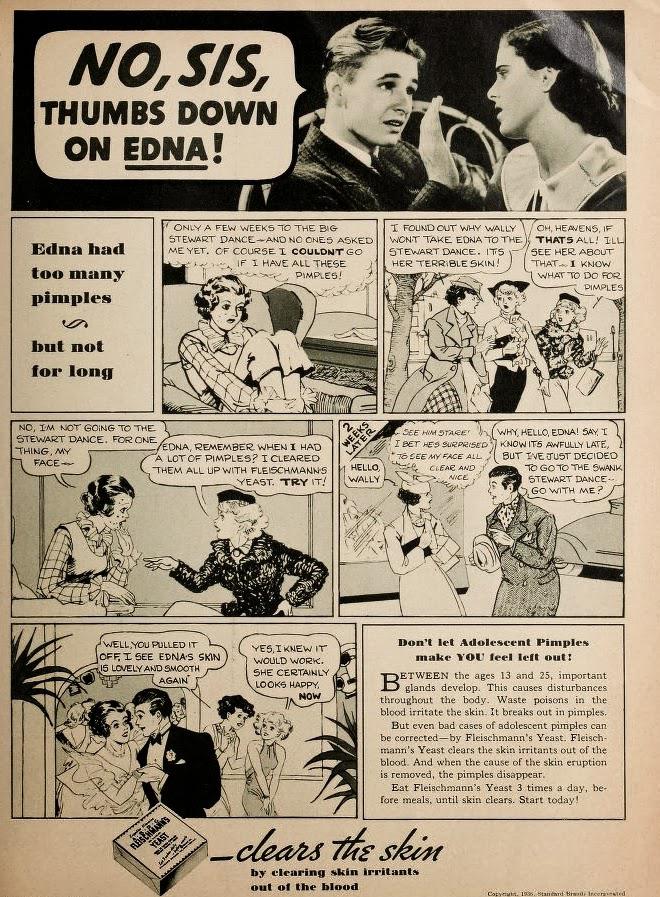 NO, SIS,
THUMBS DOWN
ON EDNA!
Edna had
too many
pimples
but not
for long
ONLY A FEW WEEKS TO THE BIG
STEWART DANCE—AND NO ONES ASKED
ME YET. OF COURSE I COULDN'T GO
IF I HAVE ALL THESE
PIMPLES!
I FOUND OUT WHY WALLY
WON'T TAKE EDNA TO THE
STEWART DANCE. IT'S
HER TERRIBLE SKIN!
OH, HEAVENS, IF
THATS ALL! I'LL
SEE HER ABOUT
THAT—I KNOW
WHAT TO DO FOR
PIMPLES
NO, I'M NOT GOING TO THE
STEWART DANCE. FOR ONE
THING, MY
FACE—
EDNA, REMEMBER WHEN I HAD
A LOT OF PIMPLES? I CLEARED
THEM ALL UP WITH FLEISCHMANN'S
YEAST. TRY IT!
2
WEEKS
LATER
HELLO,
WALLY
SEE HIM STARE!
I BET HE'S SURPRISED
TO SEE MY FACE ALL
CLEAR AND
NICE
WHY, HELLO, EDNA! SAY, I
KNOW ITS AWFULLY LATE,
BUT I'VE JUST DECIDED
TO GO TO THE SWANK
STEWART DANCE--
GO WITH ME?
WELL, YOU PULLED IT
OFF, I SEE EDNA'S SKIN
IS LOVELY AND SMOOTH
AGAIN
YES, I KNEW IT
WOULD WORK.
SHE CERTAINLY
LOOKS HAPPY,
NOW
Don't let Adolescent Pimples
make YOU feel left out!
BETWEEN the ages 13 and 25, important
glands develop. This causes disturbances
throughout the body. Waste poisons in the
blood irritate the skin. It breaks out in pimples.
But even bad cases of adolescent pimples can
be corrected—by Fleischmann's Yeast. Fleisch-
mann's Yeast clears the skin irritants out of the
blood. And when the cause of the skin eruption
is removed, the pimples disappear.
Eat Fleischmann's Yeast 3 times a day, be-
fore meals, until skin clears. Start today!
FLEISCHMANN'S
YEAST
—clears the skin
by clearing skin irritants
out of the blood
Copyright, 1936, Standard Brands Incorporated